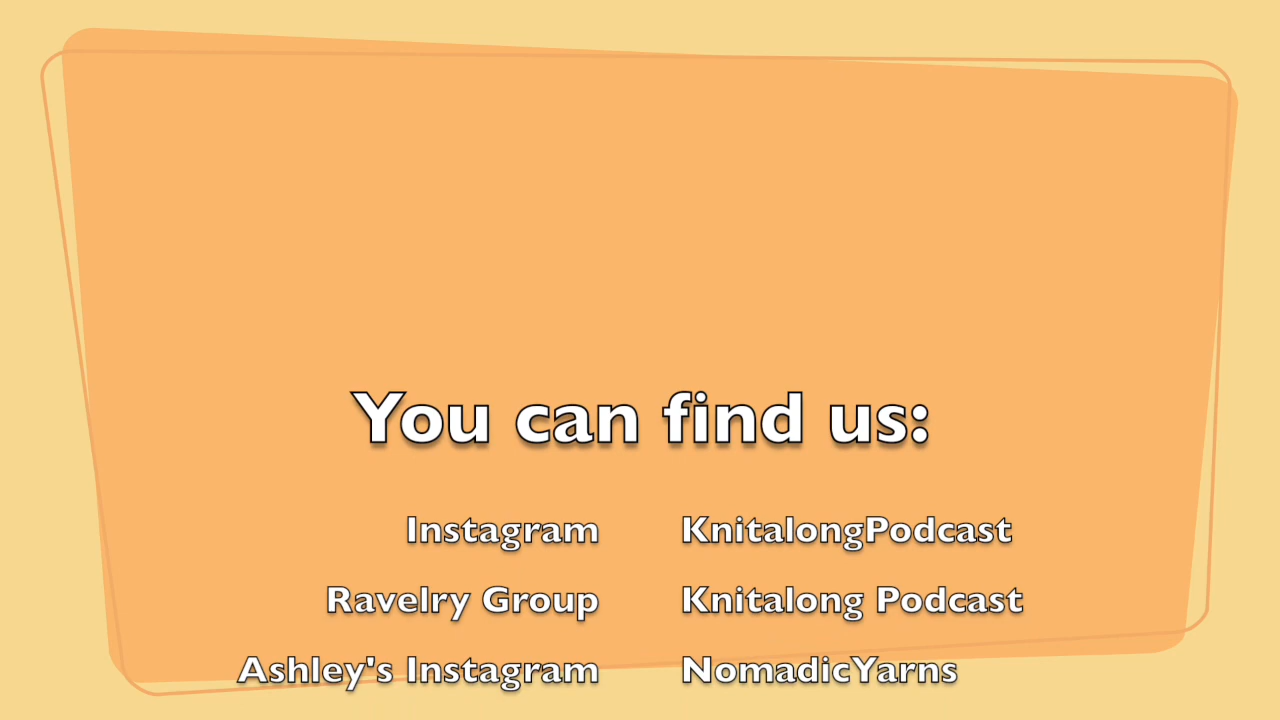 You can find us:
Instagram KnitalongPodcast
Ravelry Group Knitalong Podcast
Ashley's Instagram NomadicYarns